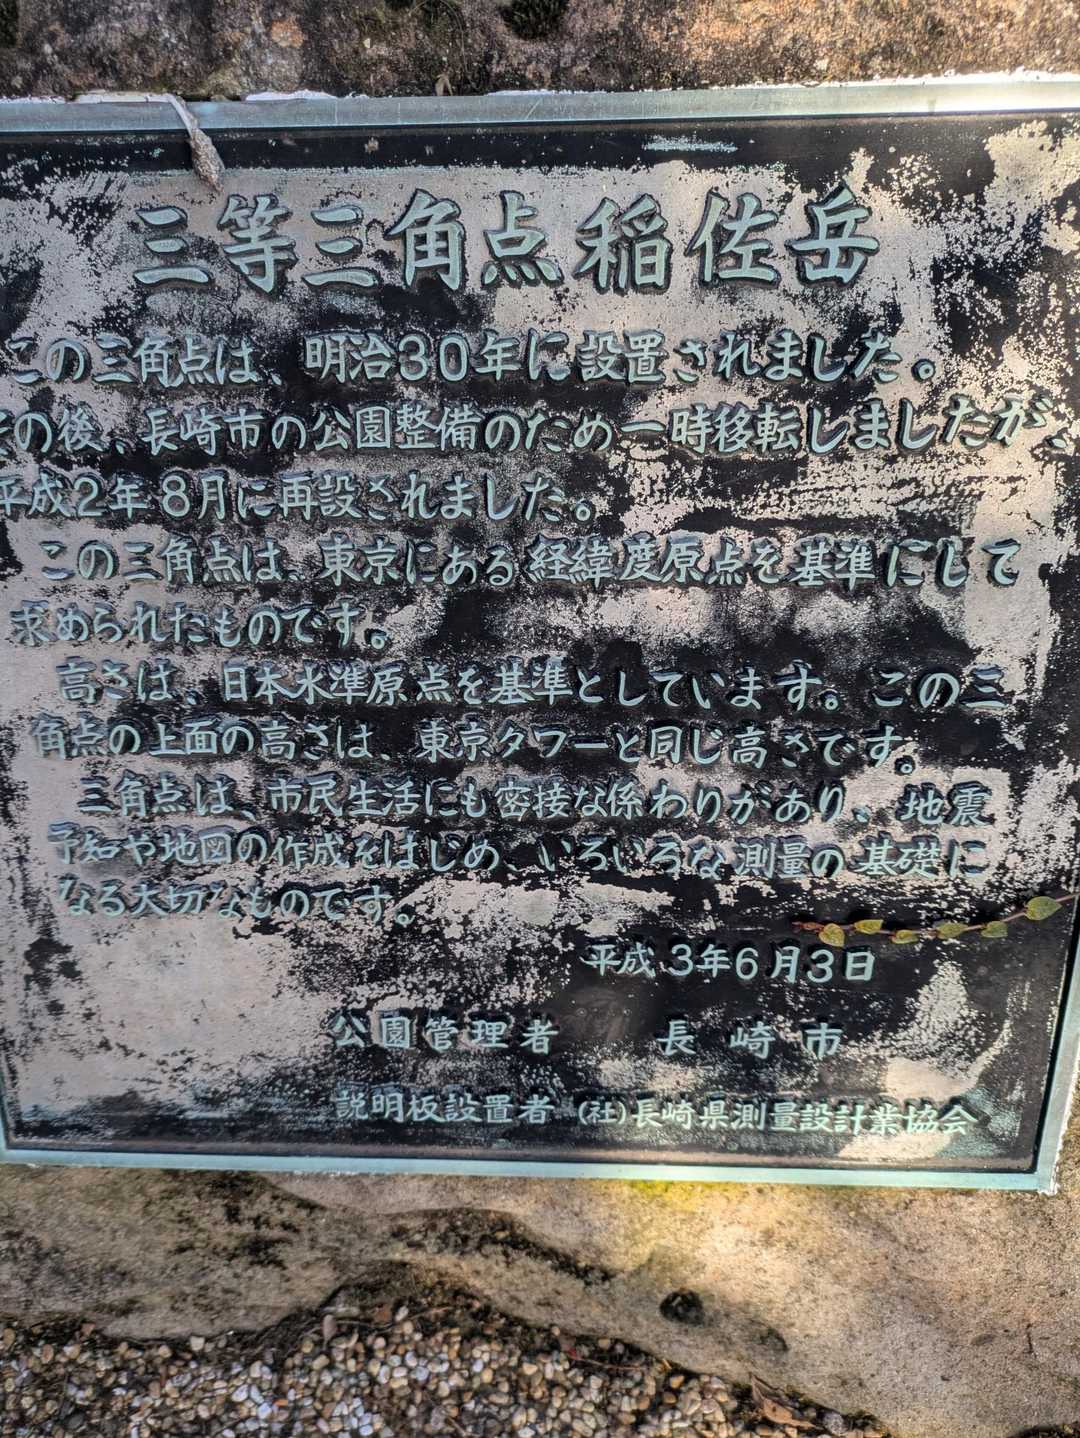 三等三角点稲佐岳
この三角点は、明治30年に設置されました。
その後、長崎市の公園整備のため一時移転しましたが、
平成2年8月に再設されました。
この三角点は、東京にある経緯度原点を基準にして
求められたものです。
高さは、日本水準原点を基準としています。この三
角点の上面の高さは、東京タワーと同じ高さです。
三角点は、市民生活にも密接な係わりがあり、地震
予知や地図の作成をはじめ、いろいろな測量の基礎に
なる大切なものです。
平成3年6月3日
公園管理者 長崎市
説明板設置者 (社)長崎県測量設計業協会